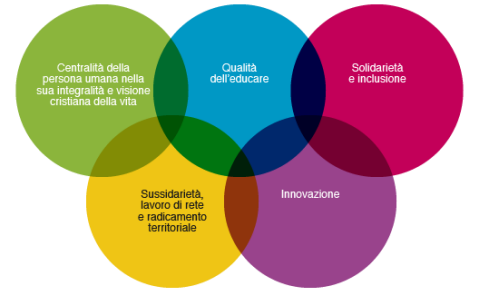 Centralità della
persona umana nella
sua integralità e visione
cristiana della vita
Qualità
dell'educare
Solidarietà
e inclusione
Sussidarietà,
lavoro di rete
e radicamento
territoriale
Innovazione